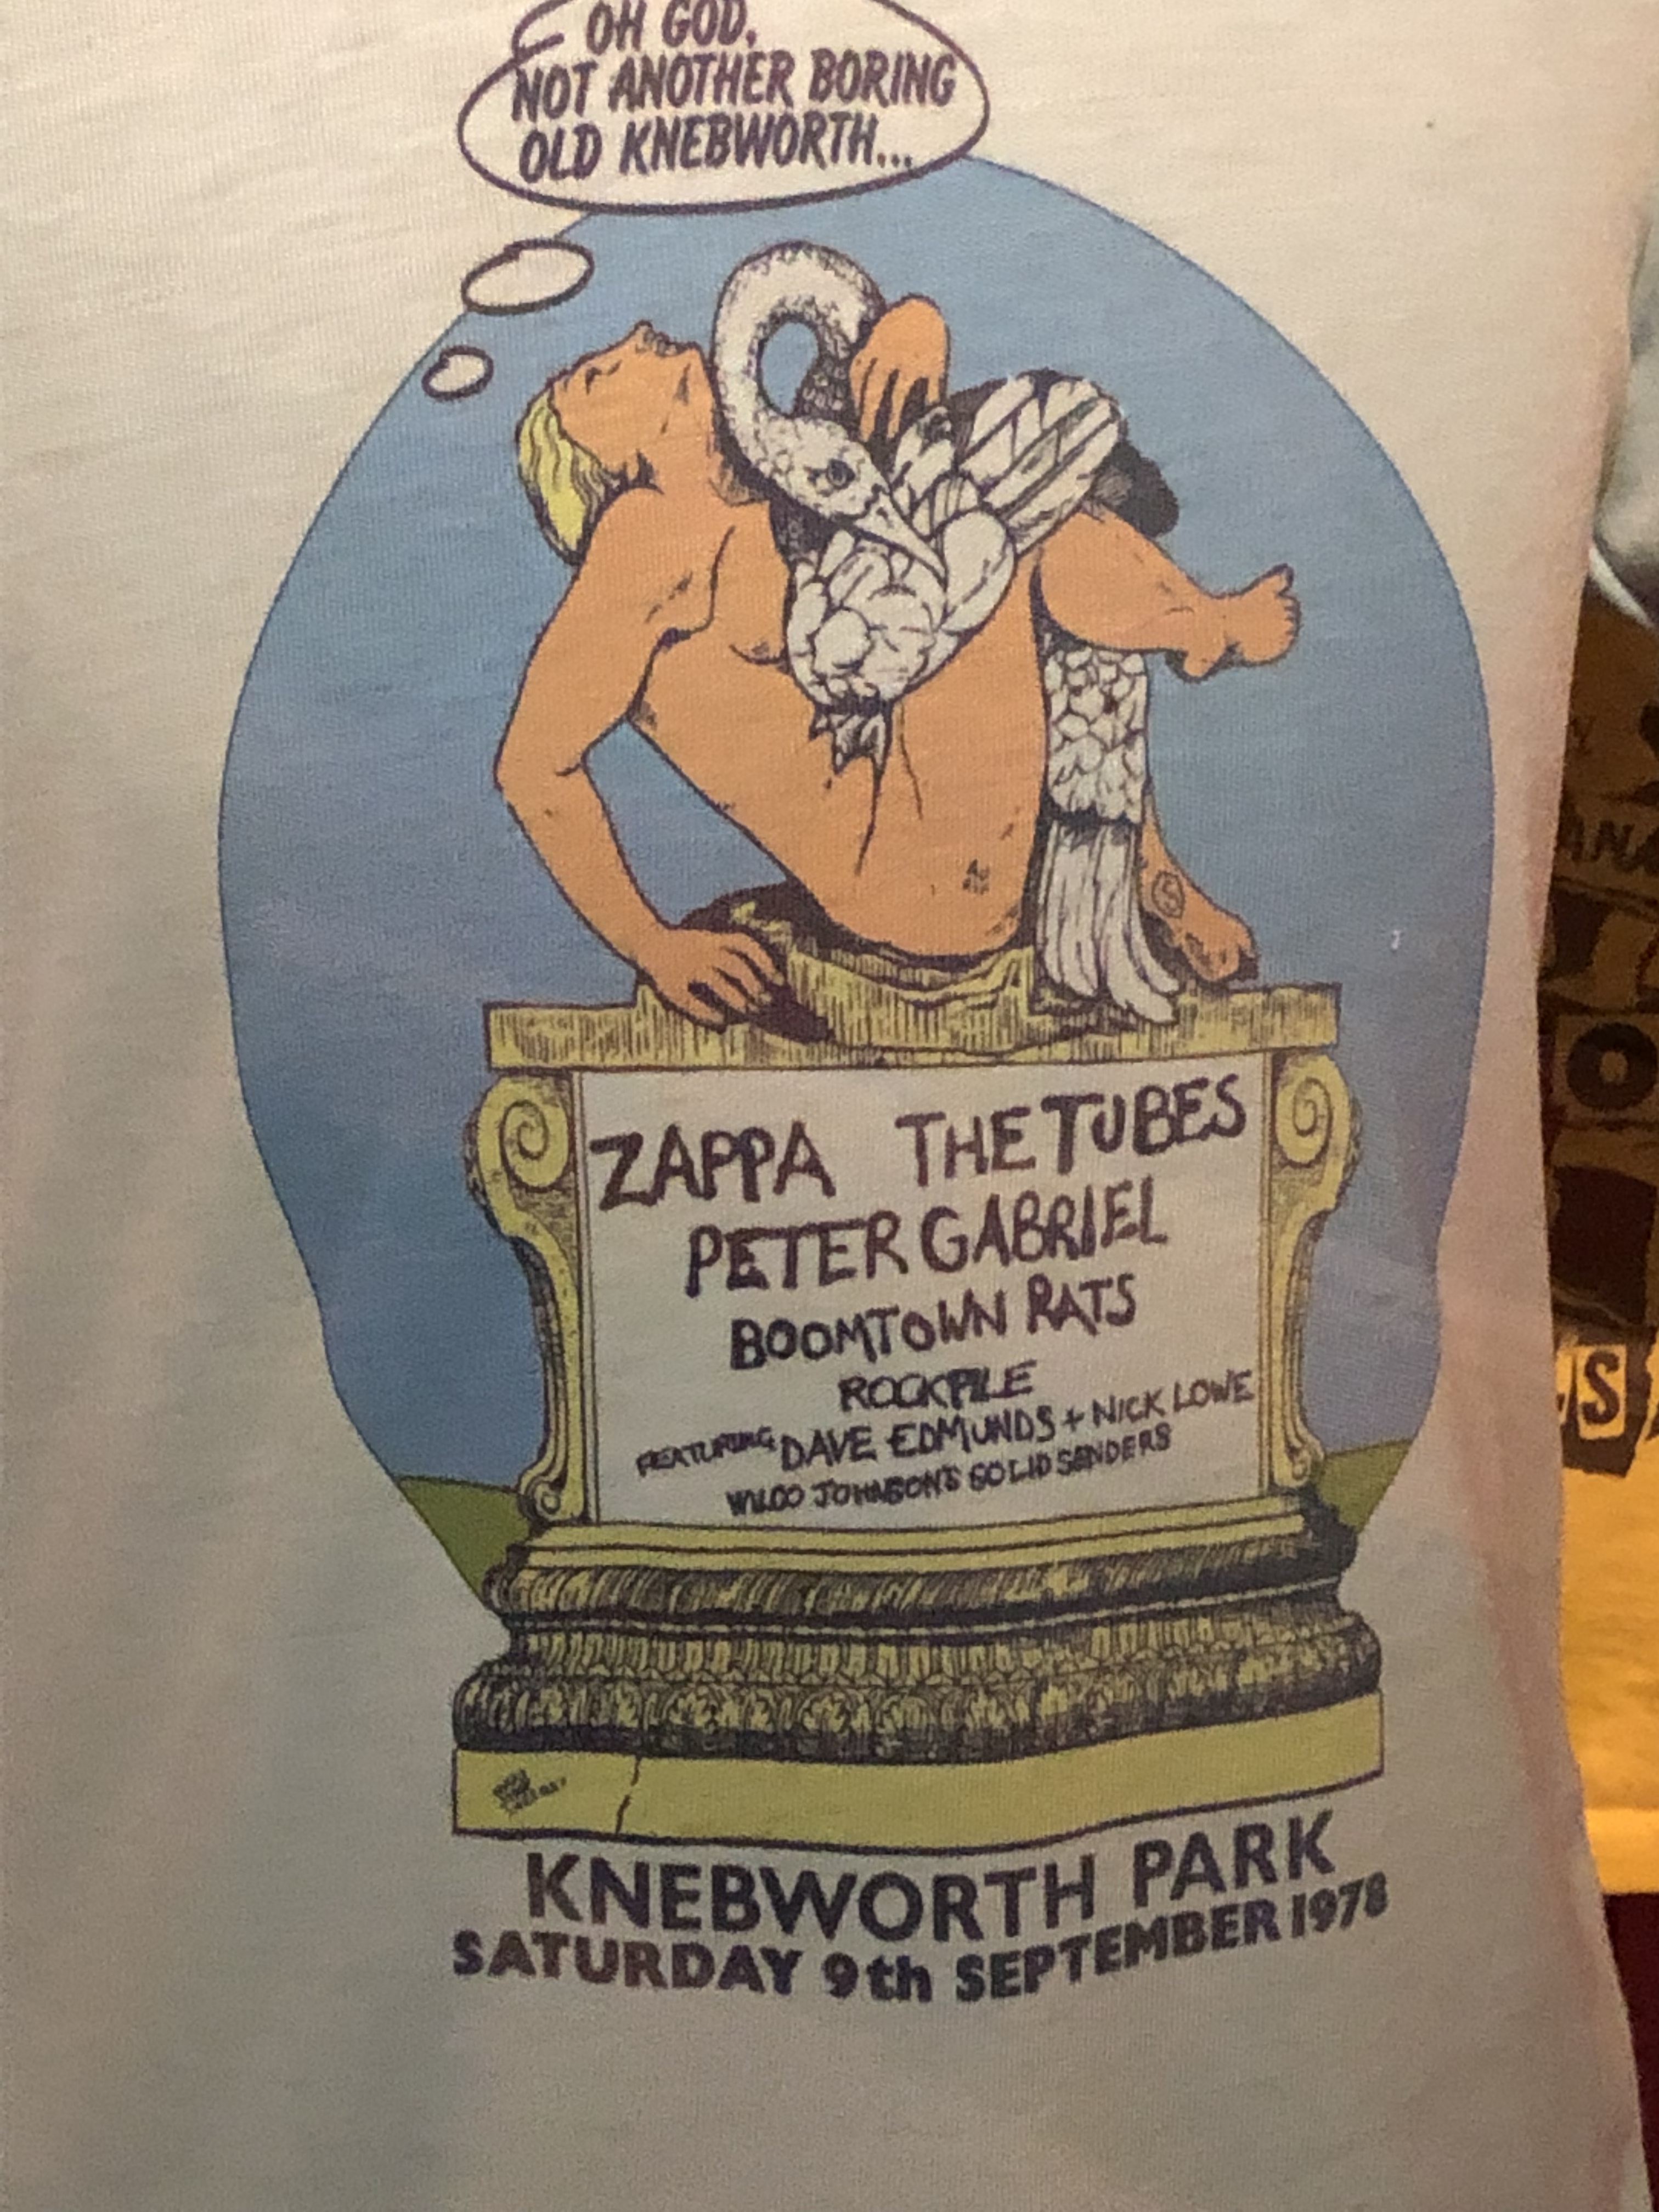 OH GOD,
NOT ANOTHER BORING
OLD KNEBWORTH...
ZAPPA THE TUBES
PETER GABRIEL
BOOMTOWN RATS
ROCKPILE
FEATURING DAVE EDMUNDS + NICK LOWE
WILCO JOHNSON'S SOLID SENDERS
KNEBWORTH PARK
SATURDAY 9th SEPTEMBER 1978
ANA
O
S